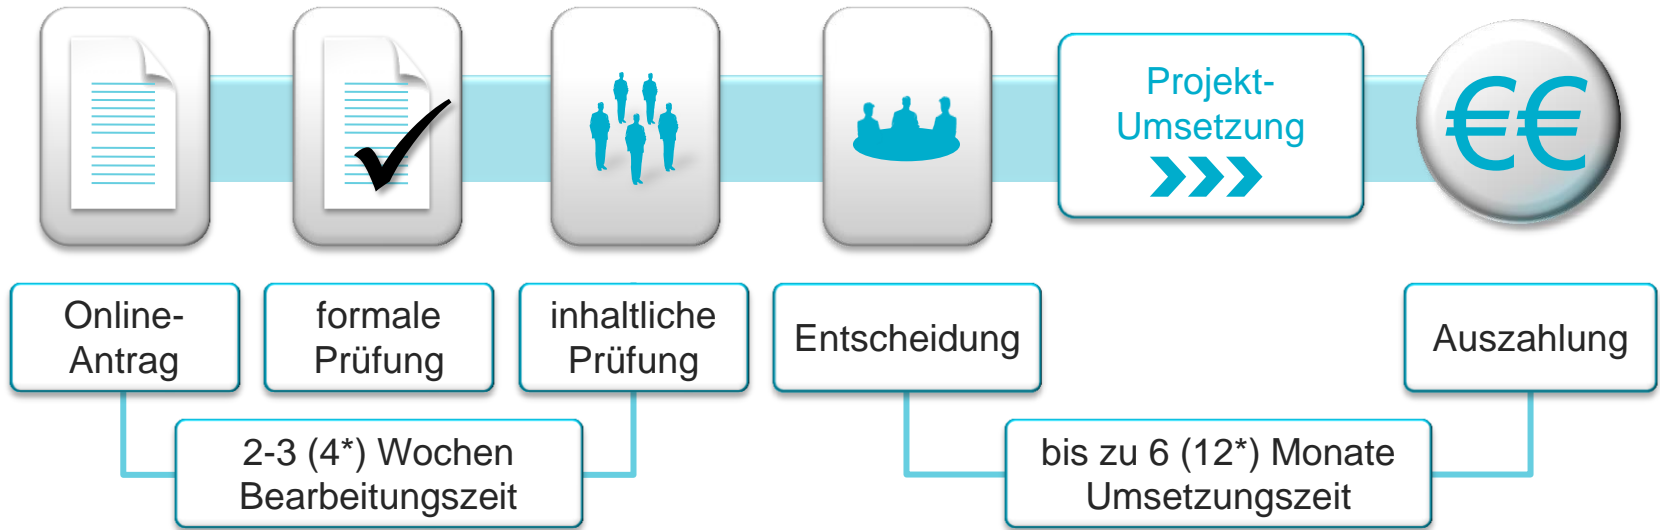 Projekt-
Umsetzung
€€
Online-
Antrag
formale
Prüfung
inhaltliche
Prüfung
Entscheidung
Auszahlung
2-3 (4*) Wochen
Bearbeitungszeit
bis zu 6 (12*) Monate
Umsetzungszeit